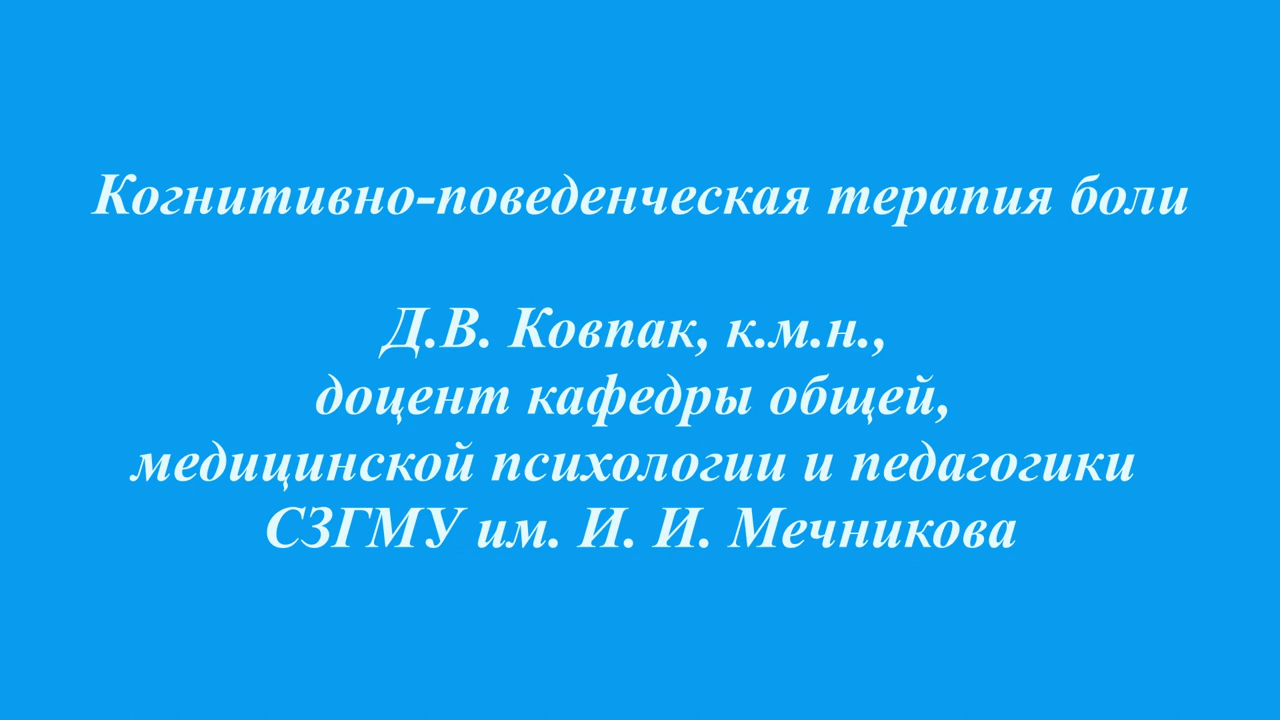 Когнитивно-поведенческая терапия боли
Д.В. Ковпак, к.м.н.,
доцент кафедры общей,
медицинской психологии и педагогики
СЗГМУ им. И. И. Мечникова